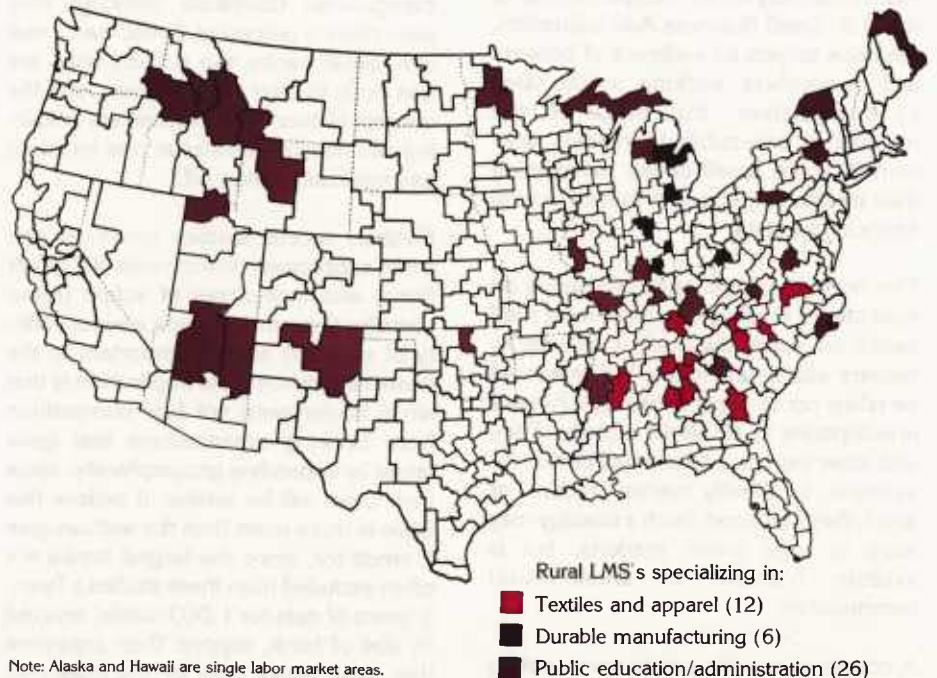 Rural LMS's specializing in:
Textiles and apparel (12)
Durable manufacturing (6)
Public education/administration (26)
Note: Alaska and Hawaii are single labor market areas.